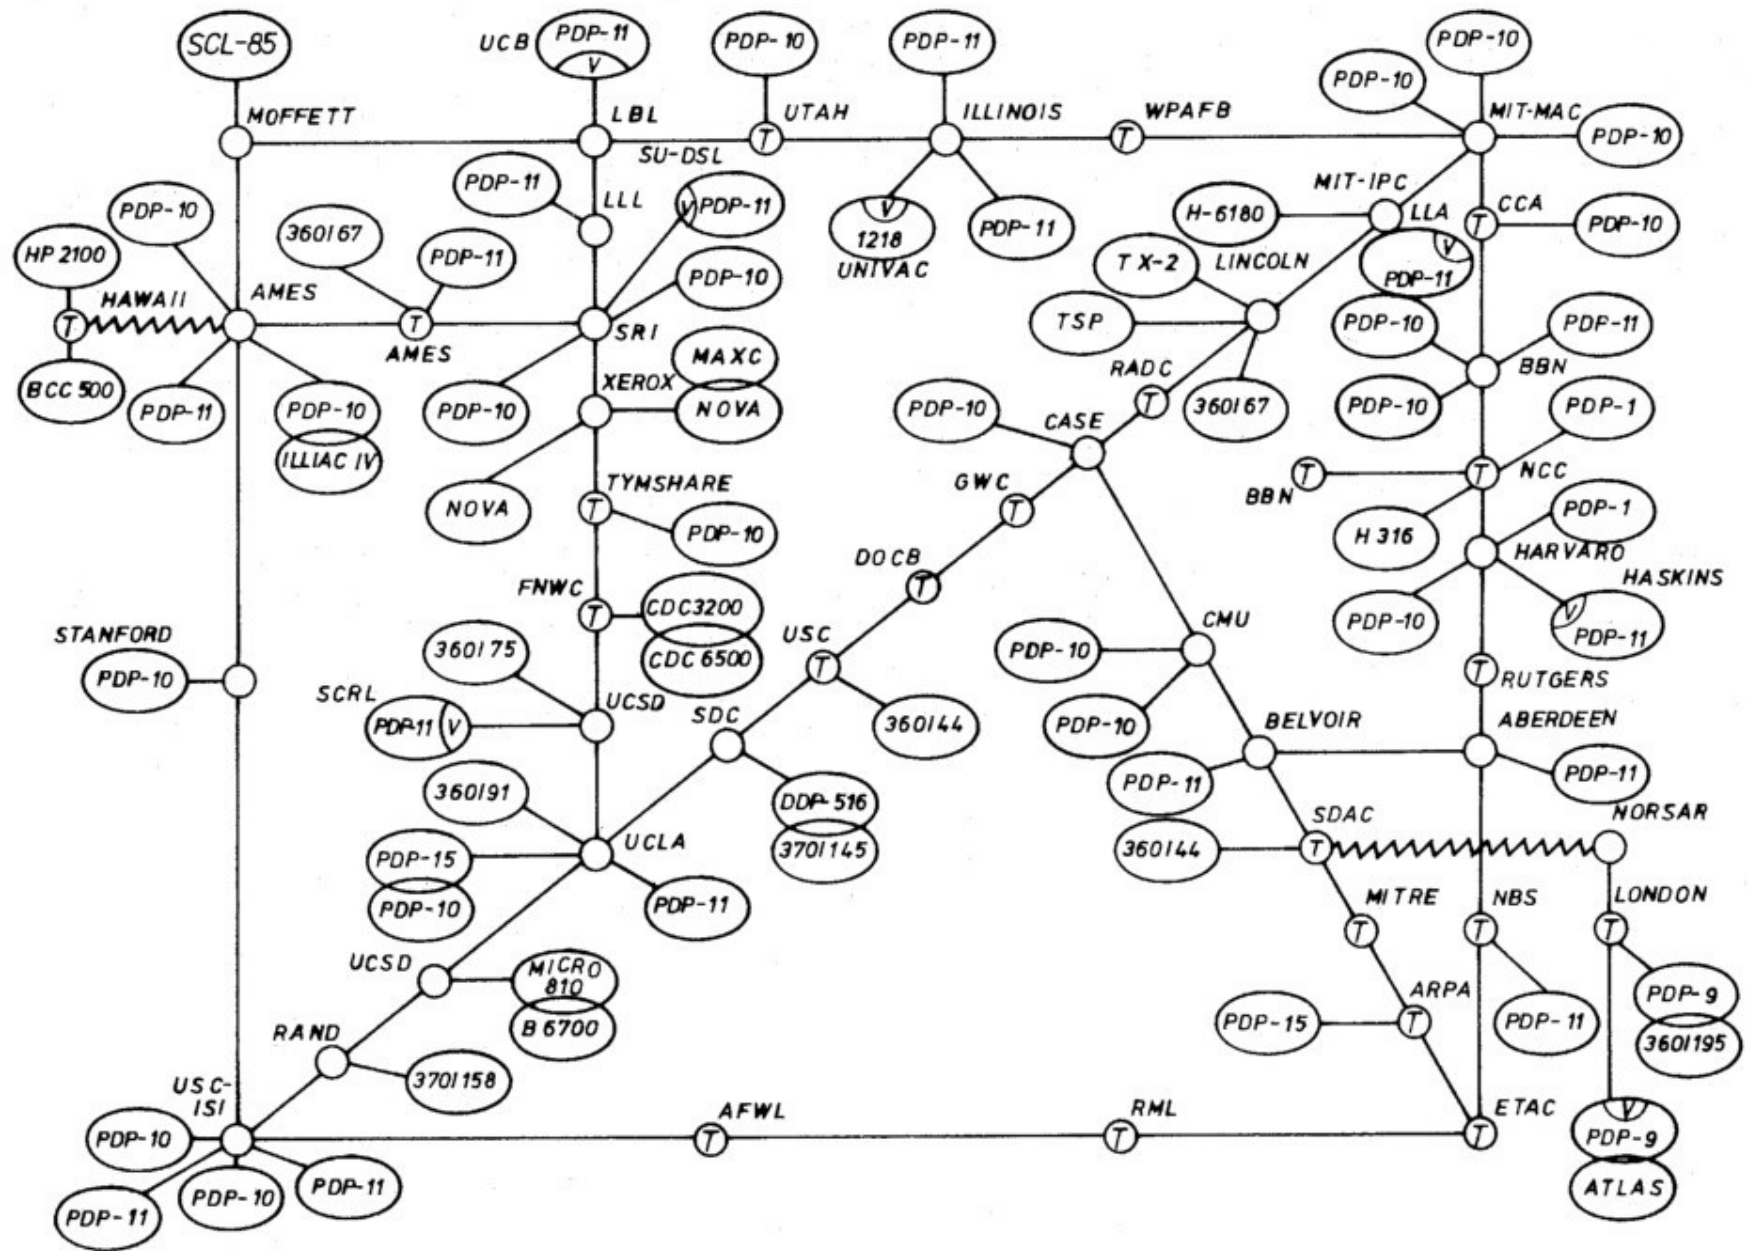 SCL-85
UCB
PDP-11
V
PDP-10
PDP-11
PDP-10
PDP-10
MOFFETT
LBL
T
UTAH
ILLINOIS
T
WPAFB
MIT-MAC
PDP-10
SU-DSL
PDP-11
LLL
V
PDP-11
V
1218
UNIVAC
PDP-11
MIT-IPC
H-6180
LLA
V
PDP-11
T
CCA
PDP-10
PDP-10
360/67
PDP-11
HP 2100
HAWAII
T
AMES
T
AMES
PDP-10
SRI
TX-2
LINCOLN
TSP
PDP-10
PDP-11
BCC 500
PDP-11
PDP-10
ILLIAC IV
PDP-10
XEROX
MAXC
NOVA
RADC
T
360/67
PDP-10
BBN
PDP-1
PDP-10
CASE
NOVA
TYMSHARE
T
PDP-10
GWC
T
T
BBN
T
NCC
H 316
PDP-1
HARVARO
HASKINS
DOCB
T
FNWC
T
CDC3200
CDC 6500
PDP-10
V
PDP-11
STANFORD
PDP-10
360/75
USC
T
PDP-10
CMU
T
RUTGERS
SCRL
PDP-11
V
UCSD
SDC
360/44
PDP-10
BELVOIR
ABERDEEN
PDP-11
PDP-11
360/91
DDP-516
370/145
SDAC
NORSAR
PDP-15
PDP-10
UCLA
PDP-11
360/44
T
MITRE
T
NBS
T
LONDON
T
UCSD
MICRO
810
B 6700
ARPA
PDP-15
T
PDP-11
PDP-9
360/195
RAND
370/158
USC-
ISI
PDP-10
AFWL
T
RML
T
ETAC
T
V
PDP-9
ATLAS
PDP-11
PDP-10
PDP-11